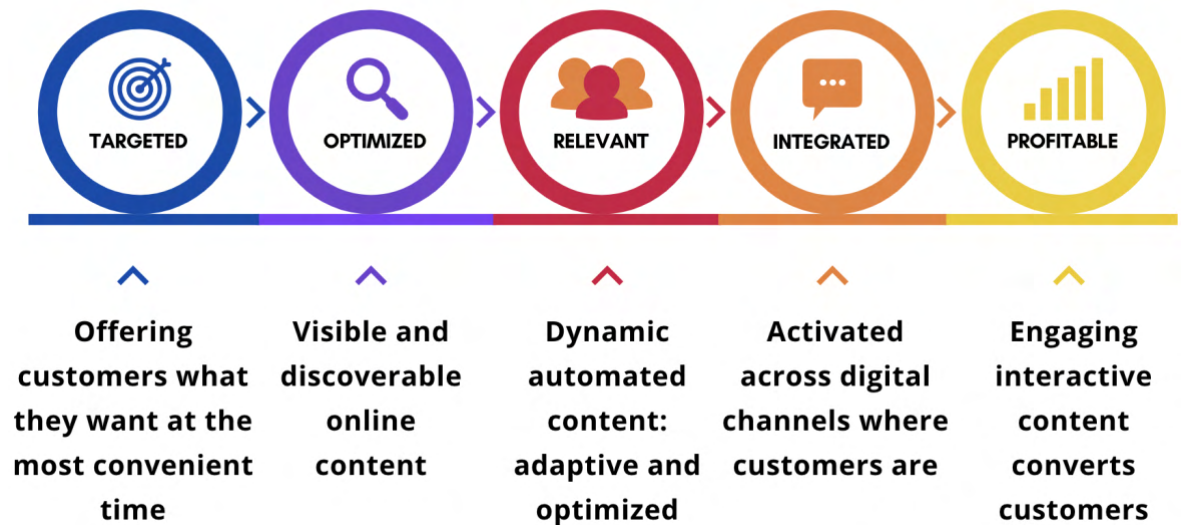 TARGETED
OPTIMIZED
RELEVANT
INTEGRATED
PROFITABLE
Offering
customers what
they want at the
most convenient
time
Visible and
discoverable
online
content
Dynamic
automated
content:
adaptive and
optimized
Activated
across digital
channels where
customers are
Engaging
interactive
content
converts
customers